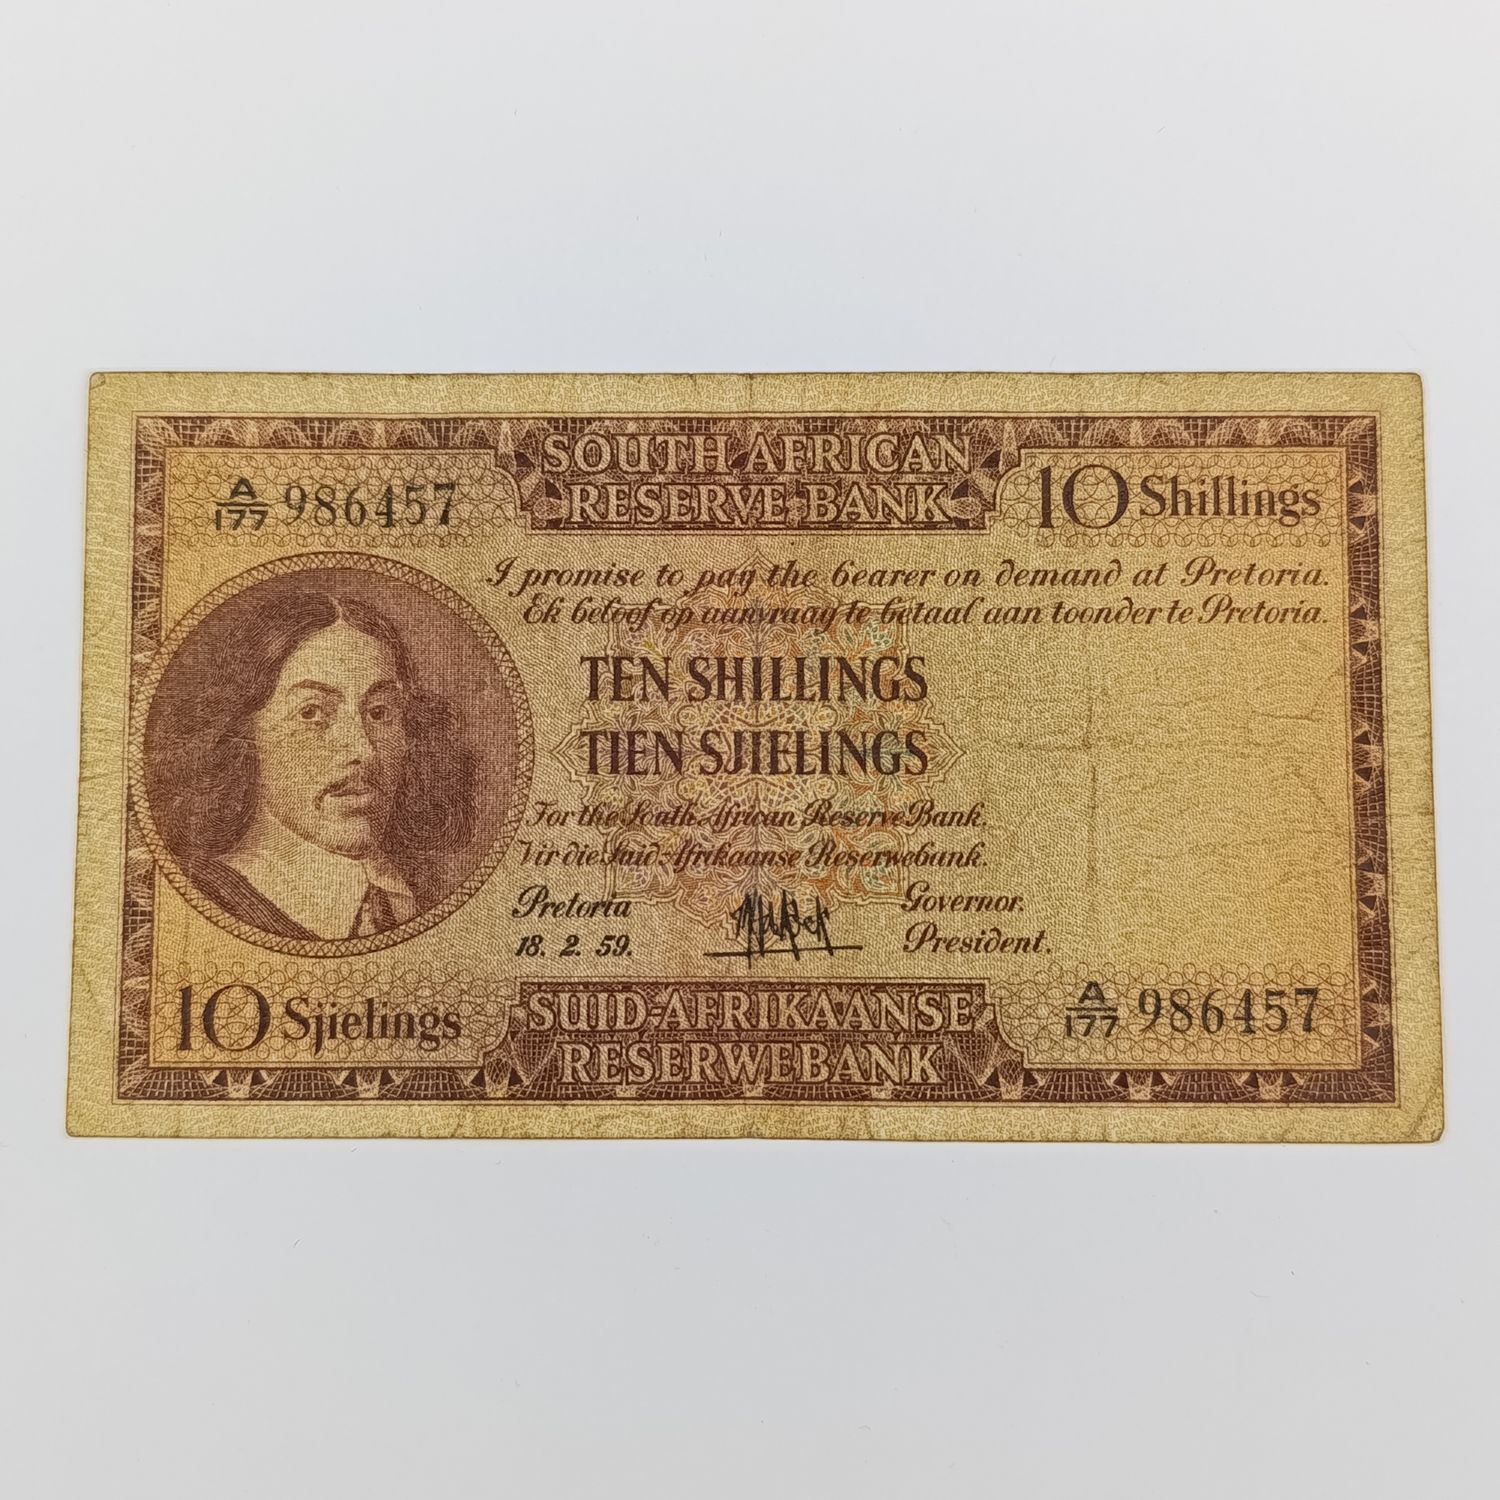 SOUTH AFRICAN
RESERVE BANK
A/177 986457
10 Shillings
I promise to pay the bearer on demand at Pretoria.
Ek beloof op aanvraag te betaal aan toonder te Pretoria.
TEN SHILLINGS
TIEN SJIELINGS
For the South African Reserve Bank.
Vir die Suid-Afrikaanse Reserwebank.
Pretoria
18. 2. 59.
Governor.
President.
10 Sjielings
SUID-AFRIKAANSE
RESERWEBANK
A/177 986457